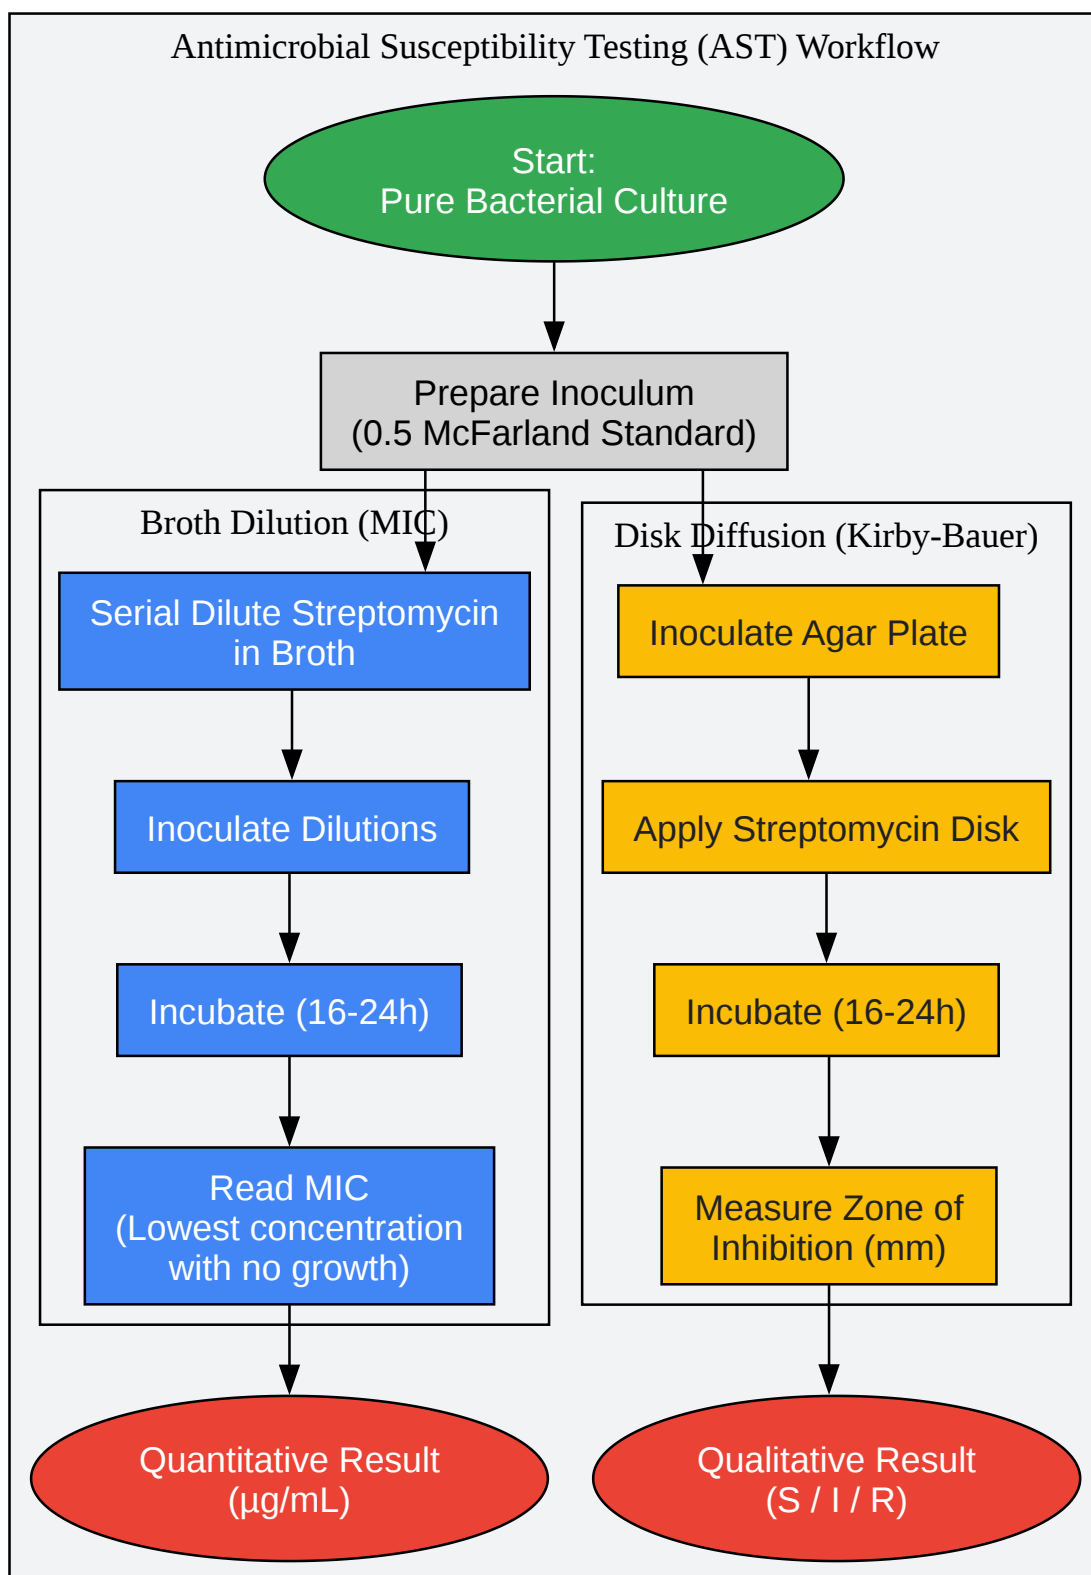 Antimicrobial Susceptibility Testing (AST) Workflow
Start:
Pure Bacterial Culture
Prepare Inoculum
(0.5 McFarland Standard)
Broth Dilution (MIC)
Serial Dilute Streptomycin
in Broth
Inoculate Dilutions
Incubate (16-24h)
Read MIC
(Lowest concentration
with no growth)
Quantitative Result
(µg/mL)
Disk Diffusion (Kirby-Bauer)
Inoculate Agar Plate
Apply Streptomycin Disk
Incubate (16-24h)
Measure Zone of
Inhibition (mm)
Qualitative Result
(S / I / R)